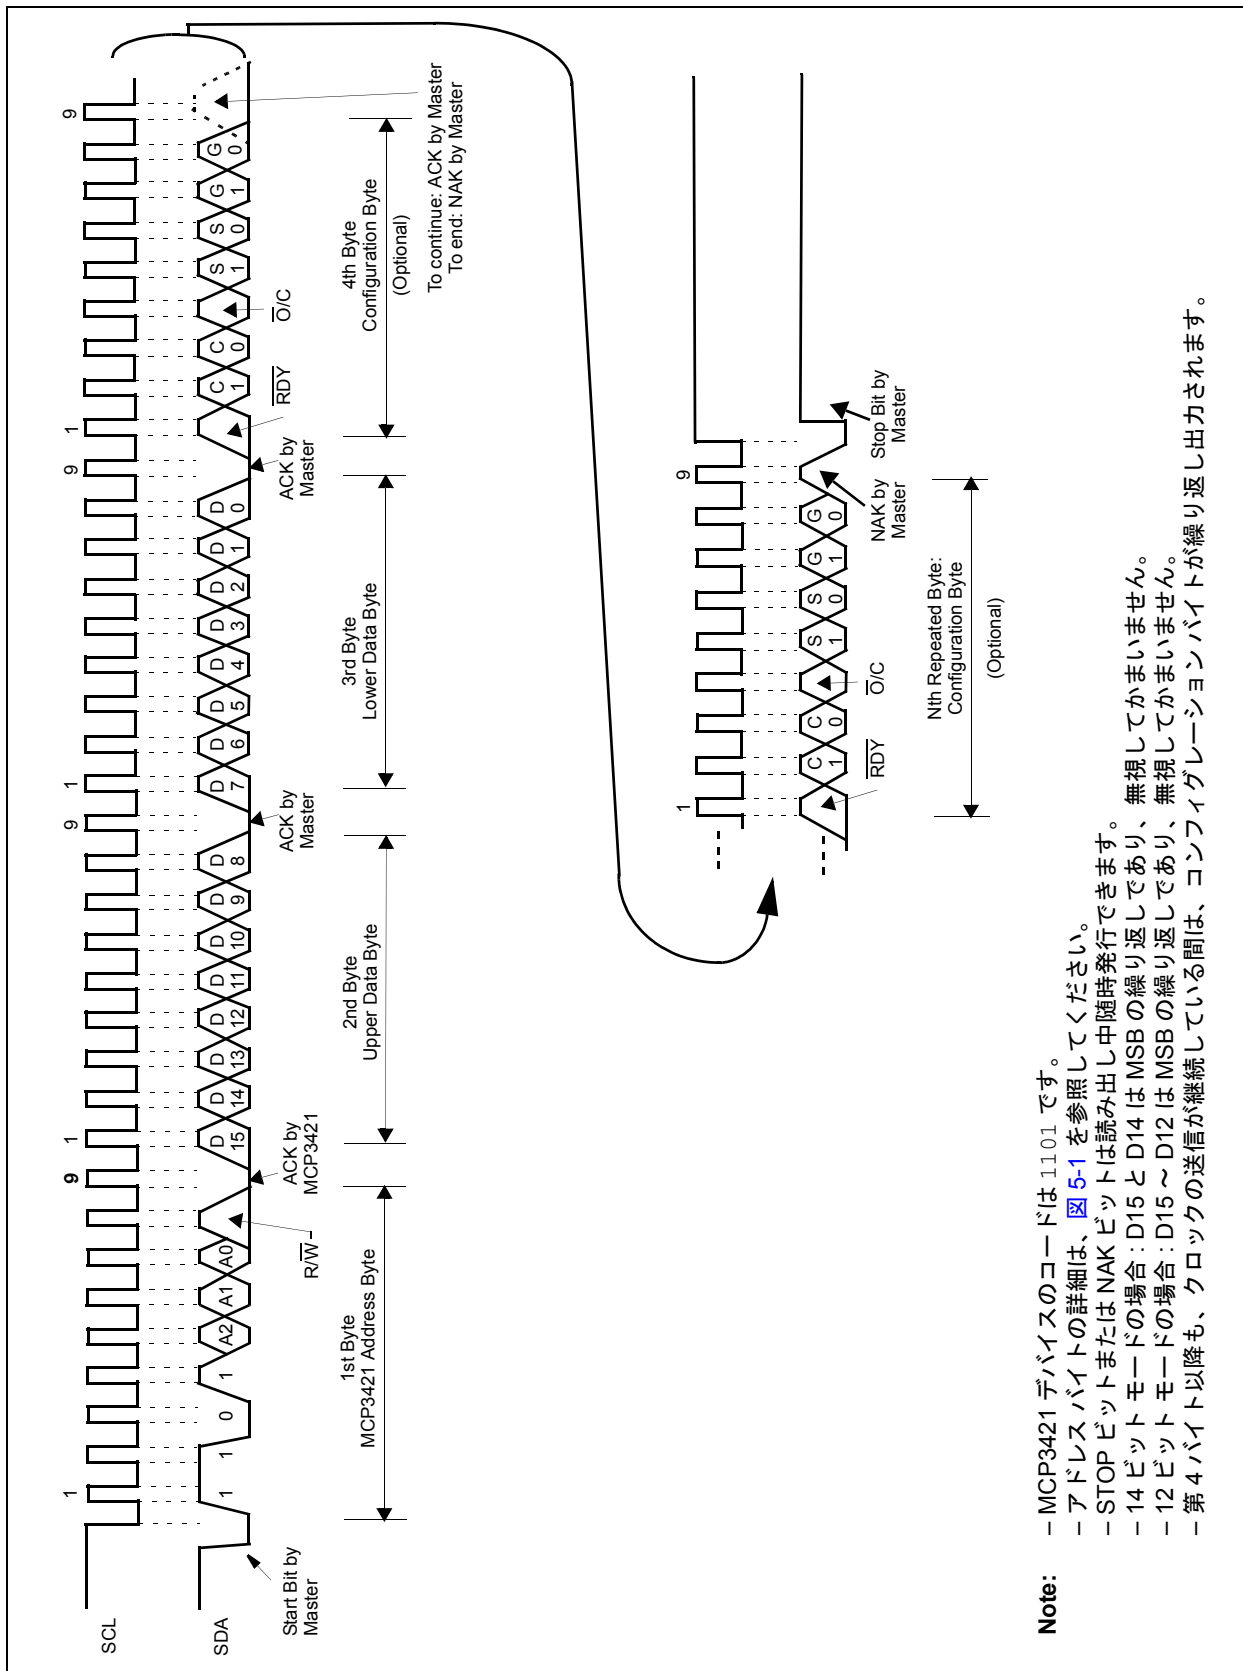 SCL
1
9
1
9
1
9
1
9
SDA
1
1
0
1
A2
A1
A0
D 15
D 14
D 13
D 12
D 11
D 10
D 9
D 8
D 7
D 6
D 5
D 4
D 3
D 2
D 1
D 0
C 1
C 0
S 1
S 0
G 1
G 0
Start Bit by
Master
R/W̅
ACK by
MCP3421
ACK by
Master
ACK by
Master
R̅D̅Y̅
O̅/C
1st Byte
MCP3421 Address Byte
2nd Byte
Upper Data Byte
3rd Byte
Lower Data Byte
4th Byte
Configuration Byte
(Optional)
To continue: ACK by Master
To end: NAK by Master
1
9
C 1
C 0
S 1
S 0
G 1
G 0
R̅D̅Y̅
O̅/C
NAK by
Master
Stop Bit by
Master
Nth Repeated Byte:
Configuration Byte
(Optional)
Note: – MCP3421 デバイスのコードは 1101 です。
– アドレス バイトの詳細は、図 5-1 を参照してください。
– STOP ビットまたは NAK ビットは読み出し中随時発行できます。
– 14 ビット モードの場合 : D15 と D14 は MSB の繰り返しであり、無視してかまいません。
– 12 ビット モードの場合 : D15 ～ D12 は MSB の繰り返しであり、無視してかまいません。
– 第 4 バイト以降も、クロックの送信が継続している間は、コンフィグレーション バイトが繰り返し出力されます。